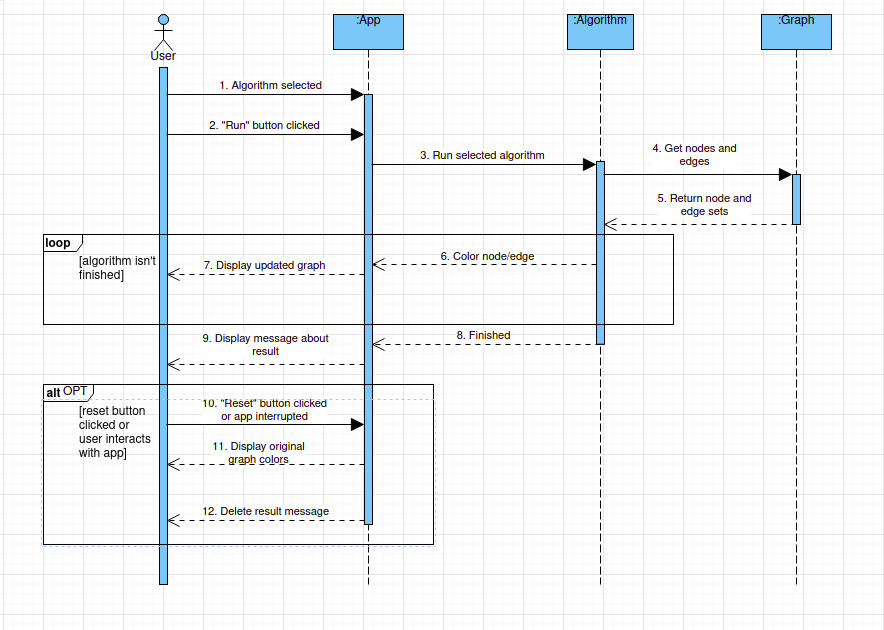 :App
:Algorithm
:Graph
User
1. Algorithm selected
2. "Run" button clicked
3. Run selected algorithm
4. Get nodes and
edges
5. Return node and
edge sets
loop
[algorithm isn't
finished]
6. Color node/edge
7. Display updated graph
8. Finished
9. Display message about
result
alt OPT
[reset button
clicked or
user interacts
with app]
10. "Reset" button clicked
or app interrupted
11. Display original
graph colors
12. Delete result message